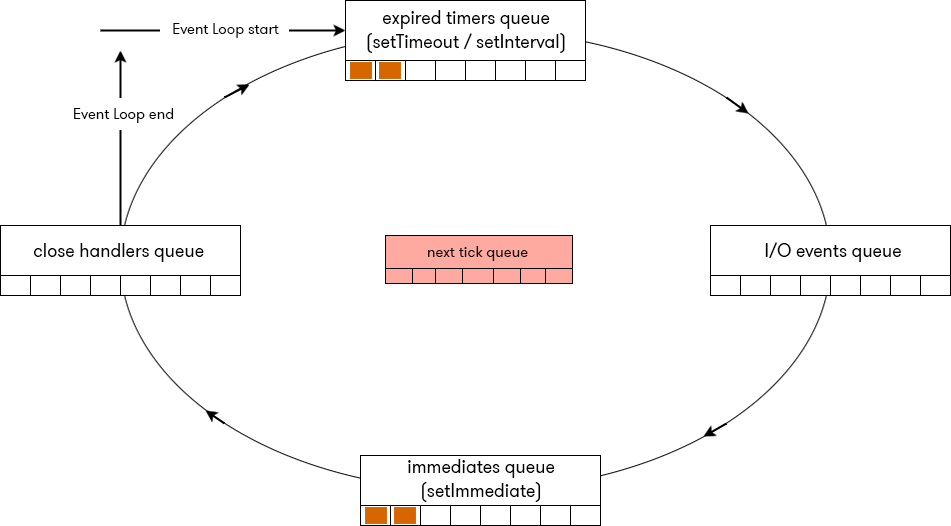 Event Loop start
expired timers queue
(setTimeout / setInterval)
Event Loop end
close handlers queue
next tick queue
I/O events queue
immediates queue
(setImmediate)